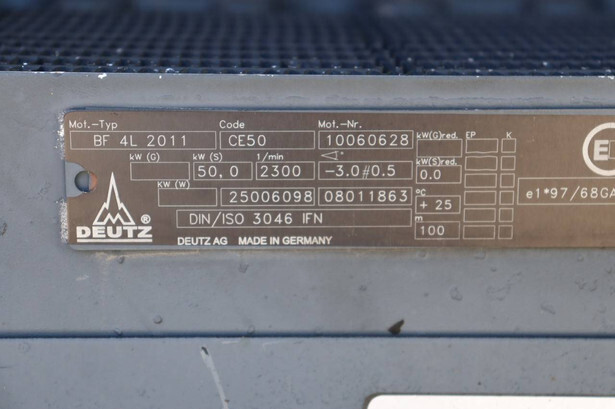 Mot.-Typ Code Mot.-Nr. kW(G)red. EP K
BF 4L 2011 CE50 10060628
kW (G) kW (S) 1/min ◁° kW(S)red.
50,0 2300 -3.0#0.5 0.0
KW (W) 25006098 08011863 °C
+ 25
e1*97/68GA
DIN/ISO 3046 IFN m
100
DEUTZ ®
DEUTZ AG MADE IN GERMANY